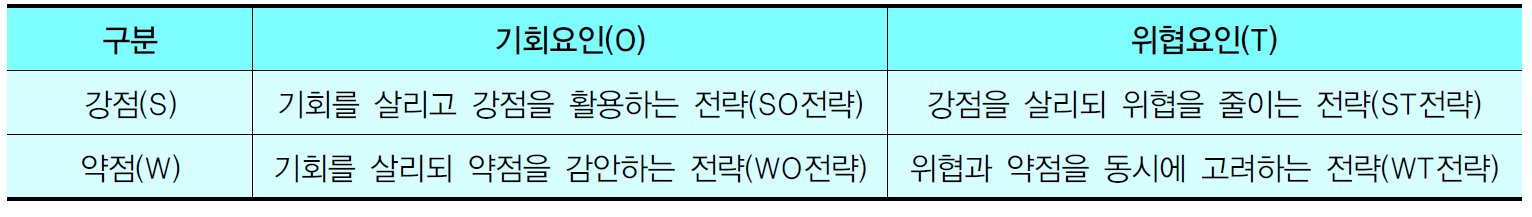 구분 기회요인(O) 위협요인(T)
강점(S) 기회를 살리고 강점을 활용하는 전략(SO전략) 강점을 살리되 위협을 줄이는 전략(ST전략)
약점(W) 기회를 살리되 약점을 감안하는 전략(WO전략) 위협과 약점을 동시에 고려하는 전략(WT전략)